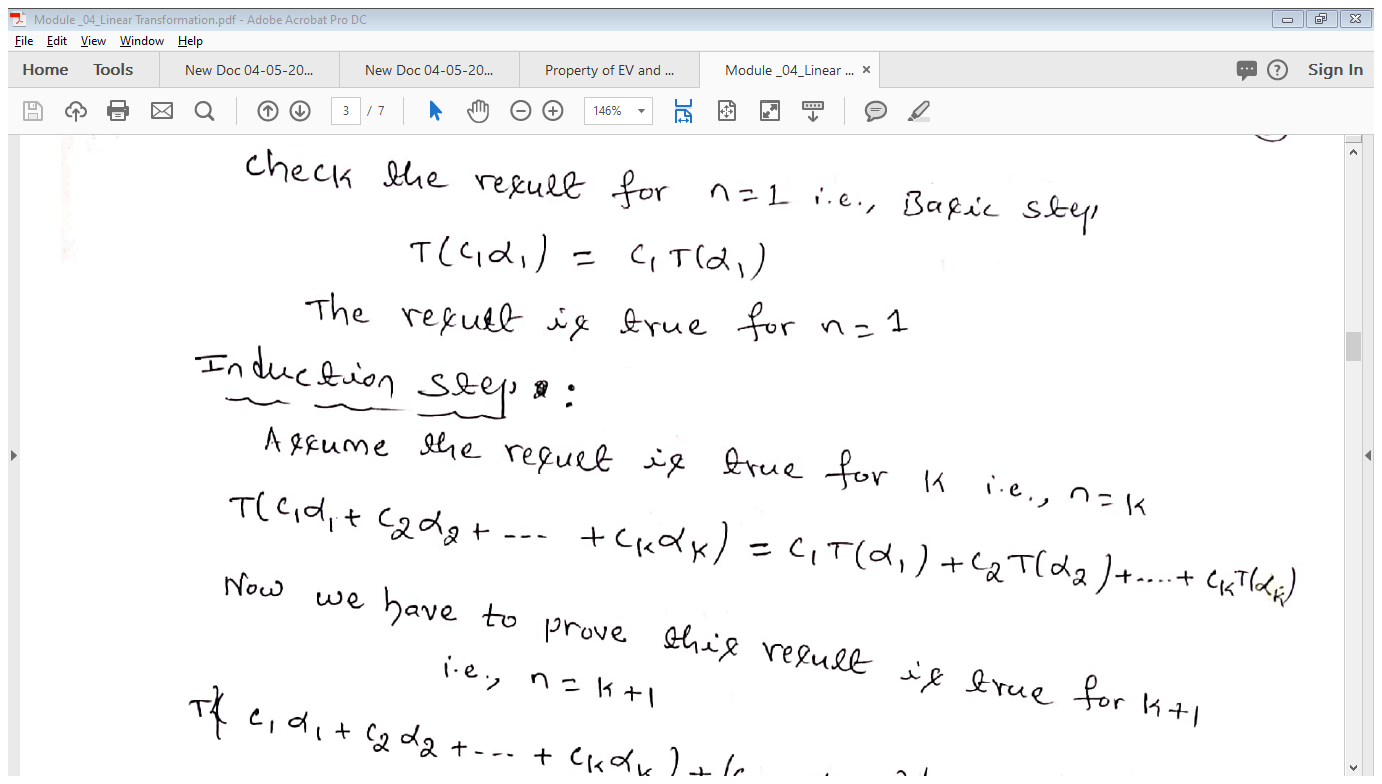 Module _04_Linear Transformation.pdf - Adobe Acrobat Pro DC
File Edit View Window Help
Home Tools New Doc 04-05-20... New Doc 04-05-20... Property of EV and ... Module _04_Linear ... × Sign In
3 / 7 146%
check the result for n=1 i.e., Basic step
T(c₁α₁) = c₁T(α₁)
The result is true for n=1
Induction step :
Assume the result is true for k i.e., n=k
T(c₁α₁+c₂α₂+---- +cₖαₖ) = c₁T(α₁)+c₂T(α₂)+.....+ cₖT(αₖ)
Now we have to prove this result is true for k+1
i.e., n=k+1
T{ c₁α₁+c₂α₂+---- + cₖαₖ)+(c